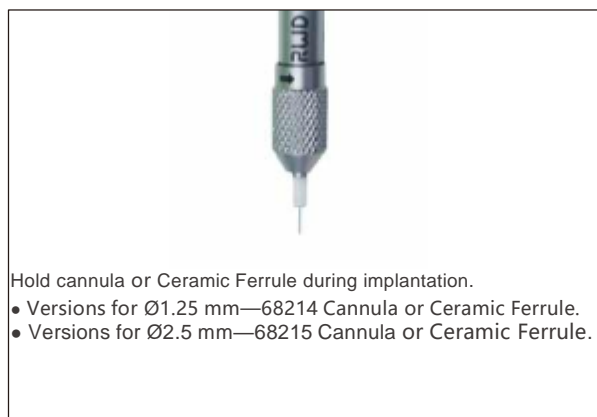 RWD
Hold cannula or Ceramic Ferrule during implantation.
● Versions for Ø1.25 mm—68214 Cannula or Ceramic Ferrule.
● Versions for Ø2.5 mm—68215 Cannula or Ceramic Ferrule.